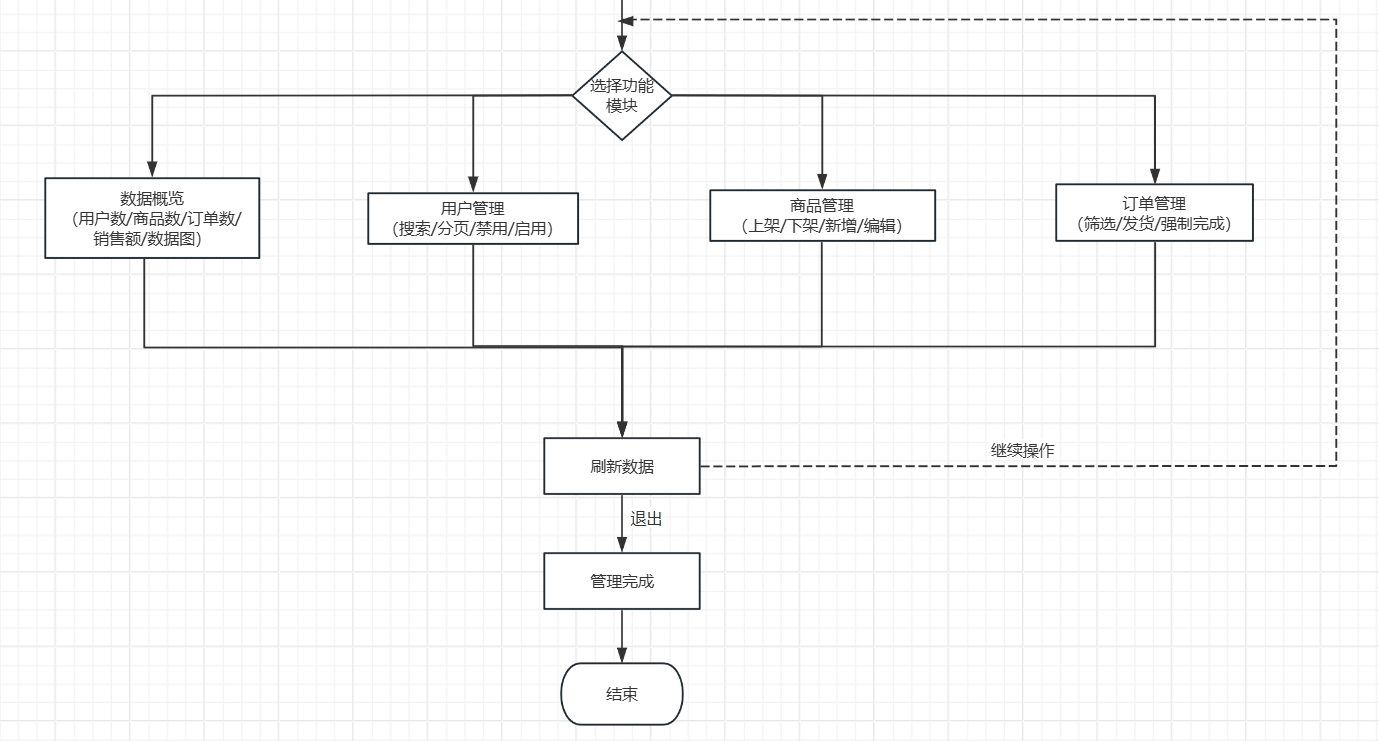 选择功能
模块
数据概览
（用户数/商品数/订单数/
销售额/数据图）
用户管理
（搜索/分页/禁用/启用）
商品管理
（上架/下架/新增/编辑）
订单管理
（筛选/发货/强制完成）
继续操作
刷新数据
退出
管理完成
结束